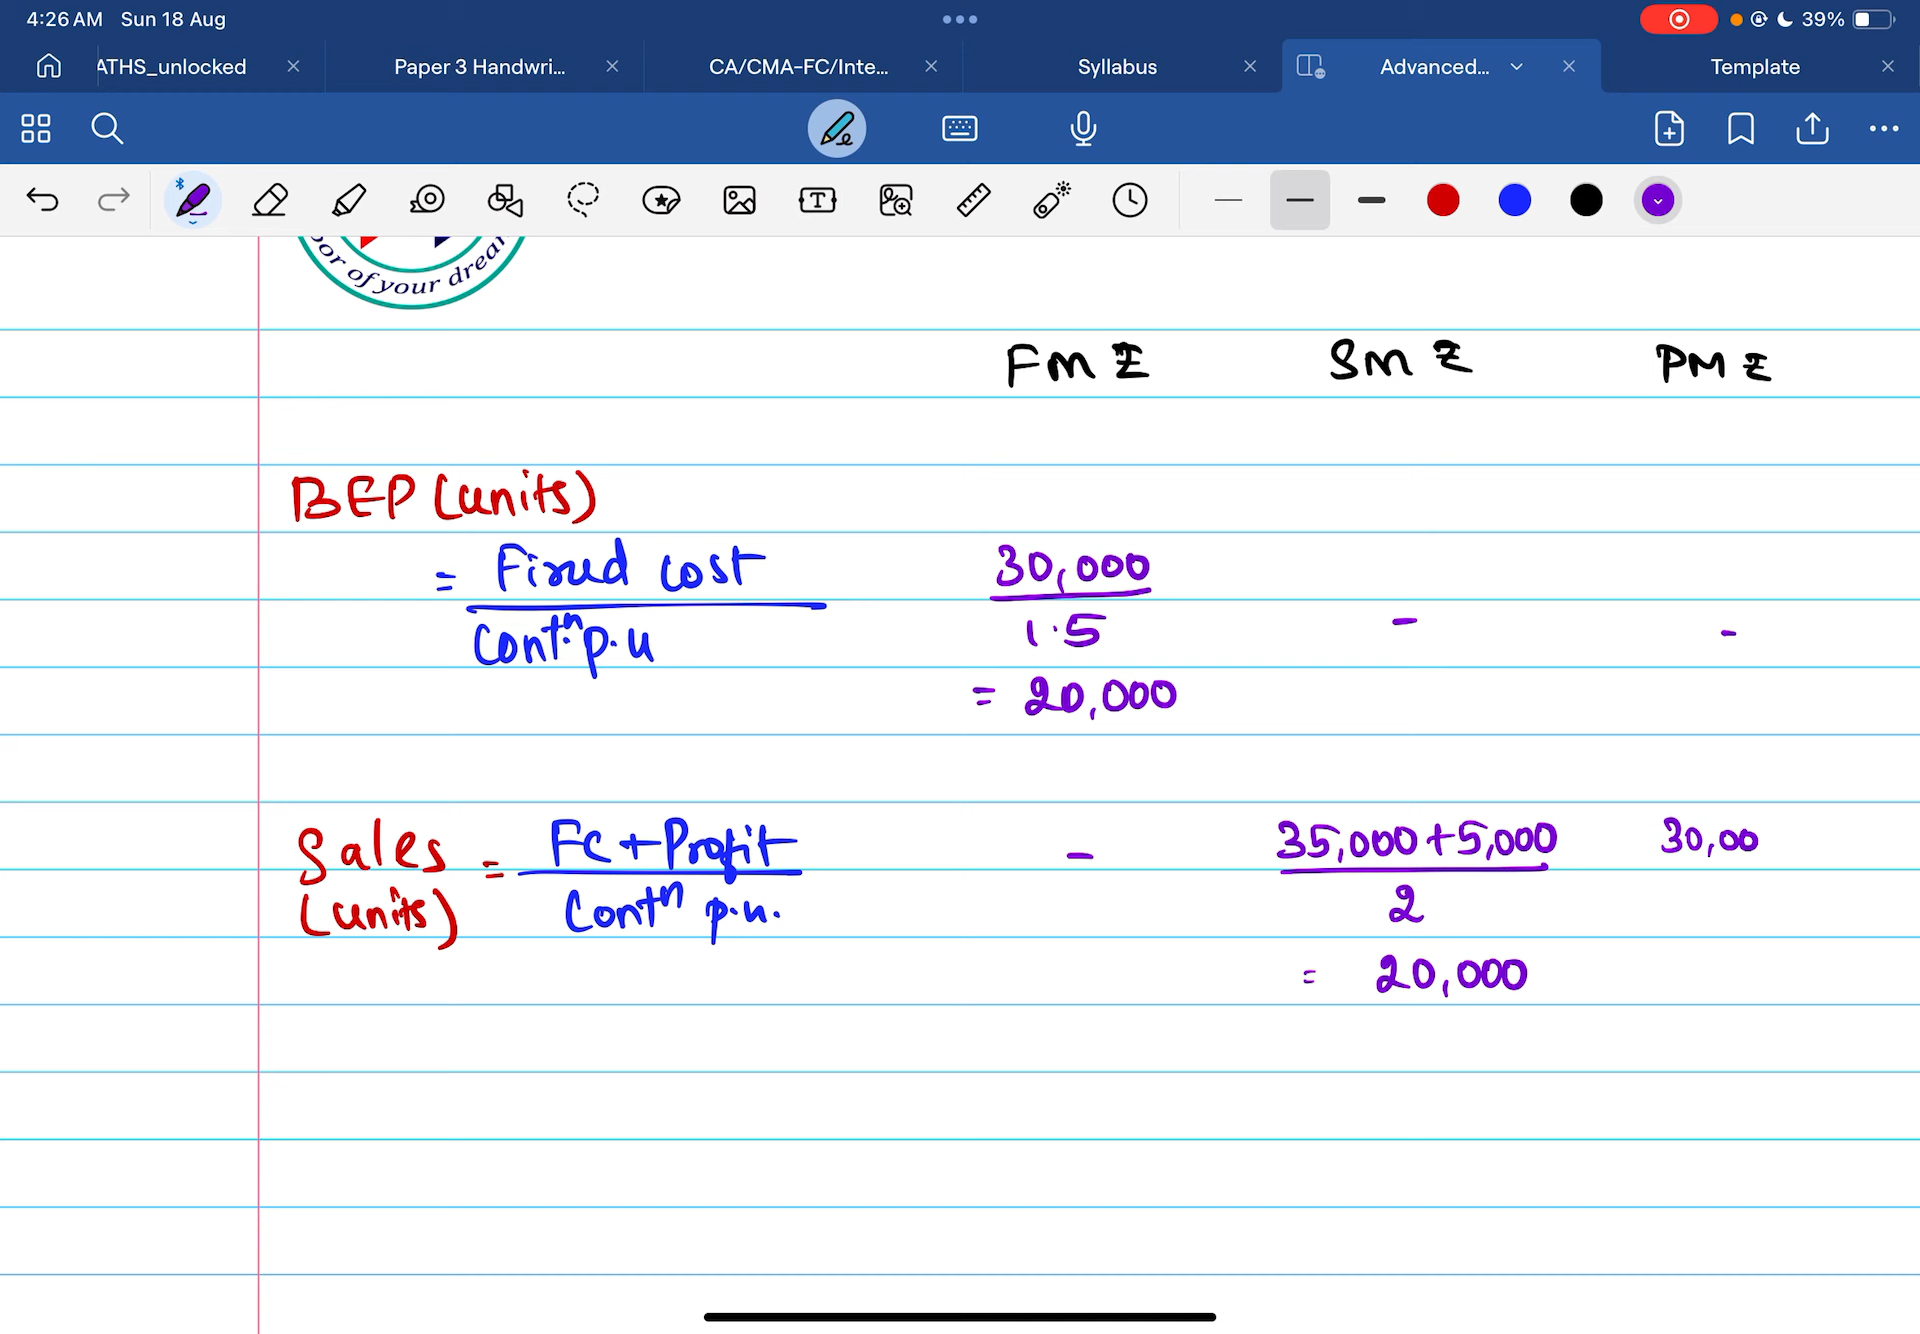 4:26 AM Sun 18 Aug
39%
ATHS_unlocked
Paper 3 Handwri...
CA/CMA-FC/Inte...
Syllabus
Advanced...
Template
oor of your drea
FM ₹ SM ₹ PM ₹
BEP (units)
= Fixed cost 30,000
Contⁿ p.u 1.5 - -
= 20,000
Sales = FC + Profit - 35,000 + 5,000 30,00
(units) Contⁿ p.u. 2
= 20,000